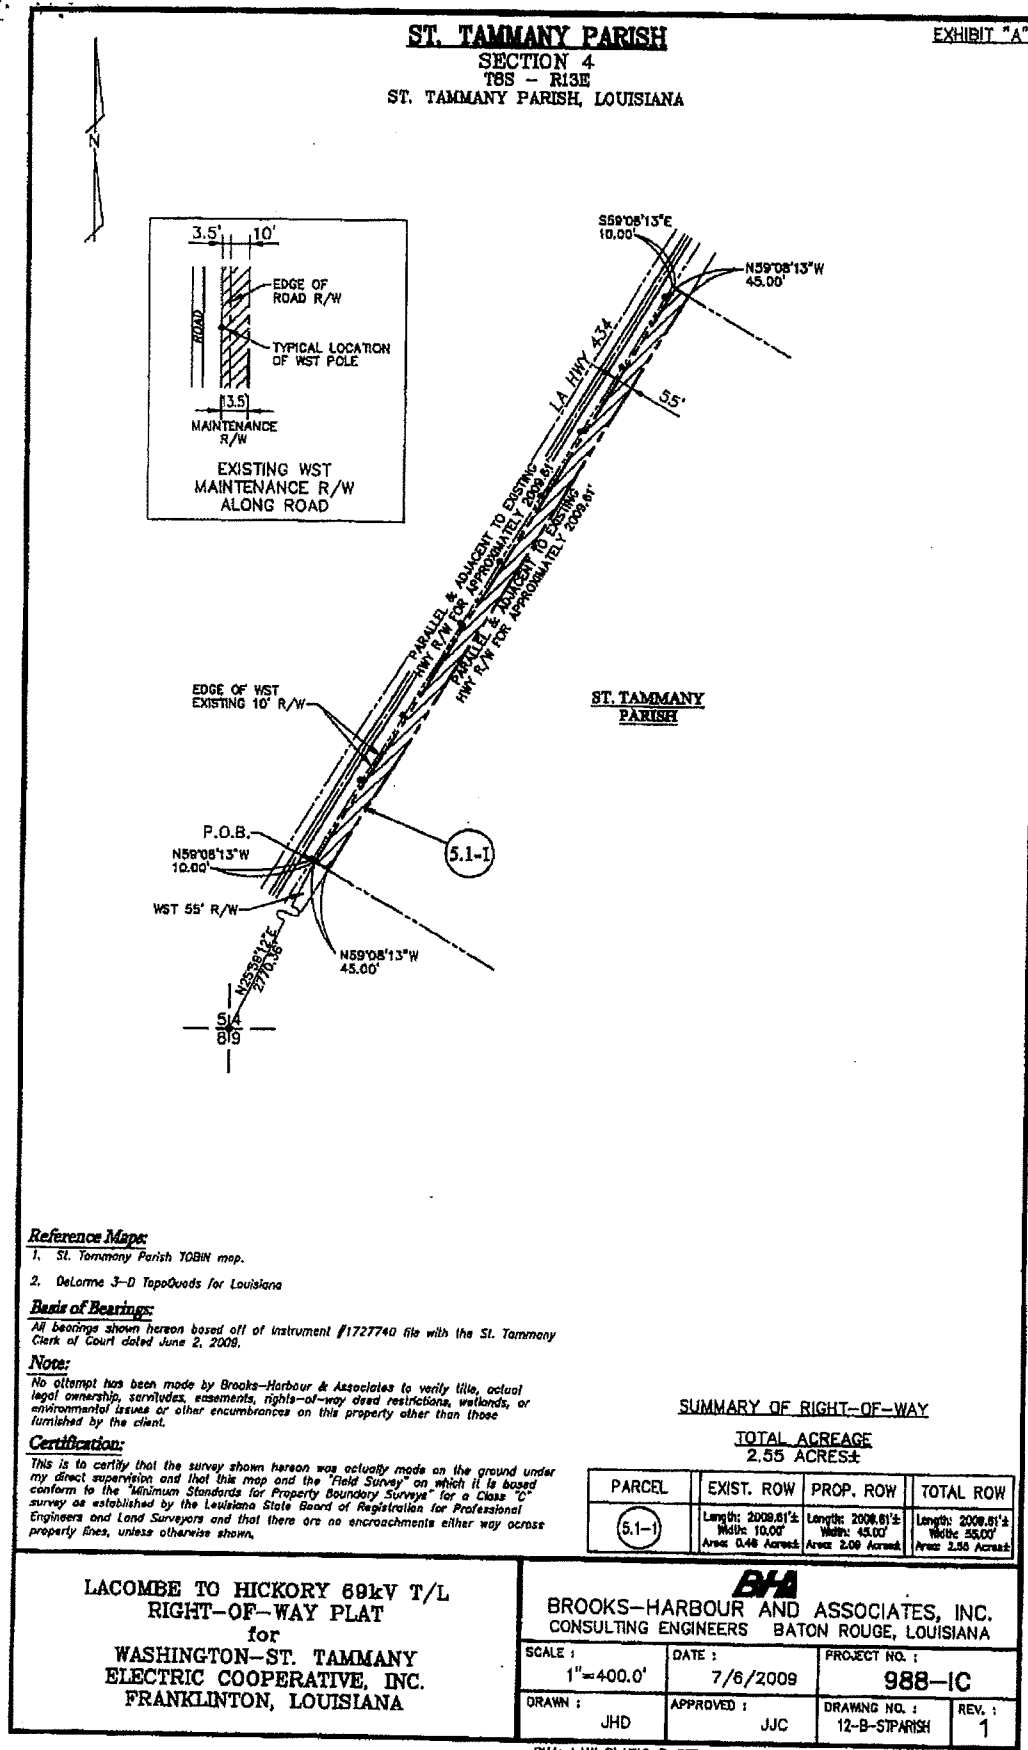 EXHIBIT "A"
ST. TAMMANY PARISH
SECTION 4
T8S - R13E
ST. TAMMANY PARISH, LOUISIANA
N
3.5' 10'
EDGE OF
ROAD R/W
ROAD
TYPICAL LOCATION
OF WST POLE
13.5'
MAINTENANCE
R/W
EXISTING WST
MAINTENANCE R/W
ALONG ROAD
S59°08'13"E
10.00'
N59°08'13"W
45.00'
LA HWY 434
55'
PARALLEL & ADJACENT TO EXISTING
HWY R/W FOR APPROXIMATELY 2009.61'
PARALLEL & ADJACENT TO EXISTING
HWY R/W FOR APPROXIMATELY 2009.61'
EDGE OF WST
EXISTING 10' R/W
ST. TAMMANY
PARISH
P.O.B.
N59°08'13"W
10.00'
5.1-1
WST 55' R/W
N59°08'13"W
45.00'
2770.36'
5 4
8 9
Reference Maps:
1. St. Tammany Parish TOBIN map.
2. DeLorme 3-D TopoQuads for Louisiana
Basis of Bearings:
All bearings shown hereon based off of Instrument #1727740 file with the St. Tammany
Clerk of Court dated June 2, 2009.
Note:
No attempt has been made by Brooks-Harbour & Associates to verify title, actual
legal ownership, servitudes, easements, rights-of-way deed restrictions, wetlands, or
environmental issues or other encumbrances on this property other than those
furnished by the client.
Certification:
This is to certify that the survey shown hereon was actually made on the ground under
my direct supervision and that this map and the "Field Survey" on which it is based
conform to the "Minimum Standards for Property Boundary Surveys" for a Class "C"
survey as established by the Louisiana State Board of Registration for Professional
Engineers and Land Surveyors and that there are no encroachments either way across
property lines, unless otherwise shown.
SUMMARY OF RIGHT-OF-WAY
TOTAL ACREAGE
2.55 ACRES±
PARCEL EXIST. ROW PROP. ROW TOTAL ROW
5.1-1
Length: 2009.61'± Length: 2009.61'± Length: 2009.61'±
Width: 10.00' Width: 45.00' Width: 55.00'
Area: 0.46 Acres± Area: 2.09 Acres± Area: 2.55 Acres±
LACOMBE TO HICKORY 69kV T/L
RIGHT-OF-WAY PLAT
for
WASHINGTON-ST. TAMMANY
ELECTRIC COOPERATIVE, INC.
FRANKLINTON, LOUISIANA
BHA
BROOKS-HARBOUR AND ASSOCIATES, INC.
CONSULTING ENGINEERS BATON ROUGE, LOUISIANA
SCALE : 1"=400.0'
DATE : 7/6/2009
PROJECT NO. : 988-IC
DRAWN : JHD
APPROVED : JJC
DRAWING NO. : 12-B-STPARISH
REV. : 1